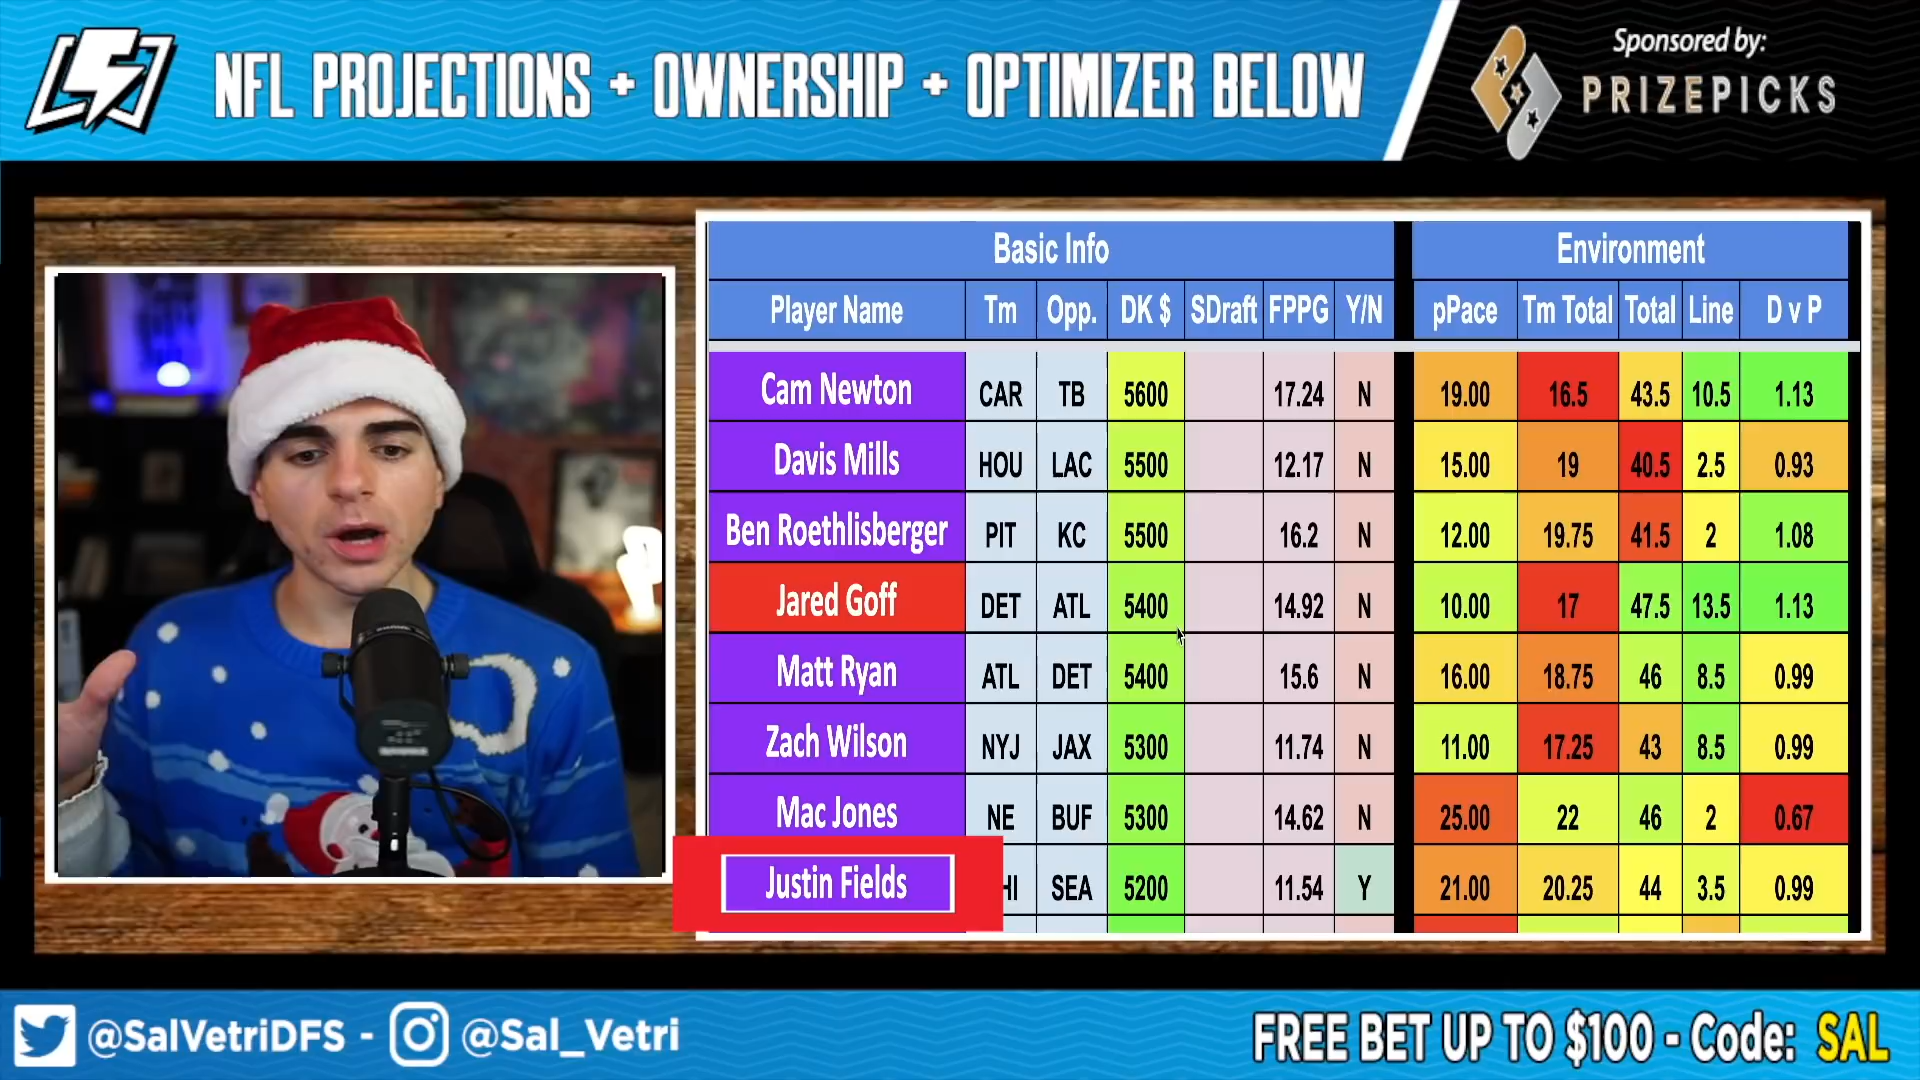 NFL PROJECTIONS + OWNERSHIP + OPTIMIZER BELOW
Sponsored by:
PRIZEPICKS
Basic Info Environment
Player Name Tm Opp. DK $ SDraft FPPG Y/N pPace Tm Total Total Line D v P
Cam Newton CAR TB 5600 17.24 N 19.00 16.5 43.5 10.5 1.13
Davis Mills HOU LAC 5500 12.17 N 15.00 19 40.5 2.5 0.93
Ben Roethlisberger PIT KC 5500 16.2 N 12.00 19.75 41.5 2 1.08
Jared Goff DET ATL 5400 14.92 N 10.00 17 47.5 13.5 1.13
Matt Ryan ATL DET 5400 15.6 N 16.00 18.75 46 8.5 0.99
Zach Wilson NYJ JAX 5300 11.74 N 11.00 17.25 43 8.5 0.99
Mac Jones NE BUF 5300 14.62 N 25.00 22 46 2 0.67
Justin Fields HI SEA 5200 11.54 Y 21.00 20.25 44 3.5 0.99
@SalVetriDFS - @Sal_Vetri
FREE BET UP TO $100 - Code: SAL